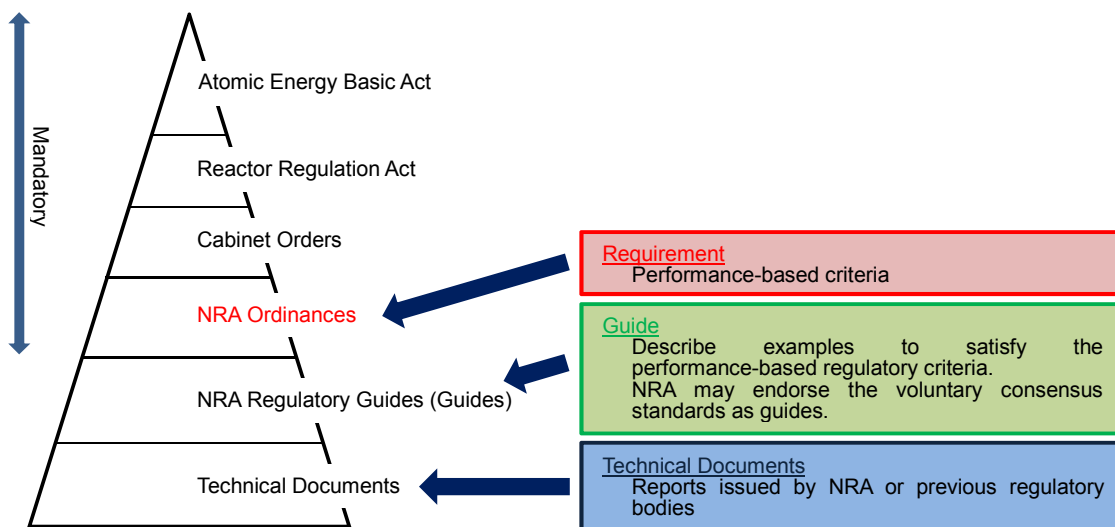 Mandatory
Atomic Energy Basic Act
Reactor Regulation Act
Cabinet Orders
NRA Ordinances
NRA Regulatory Guides (Guides)
Technical Documents
Requirement
Performance-based criteria
Guide
Describe examples to satisfy the
performance-based regulatory criteria.
NRA may endorse the voluntary consensus
standards as guides.
Technical Documents
Reports issued by NRA or previous regulatory
bodies